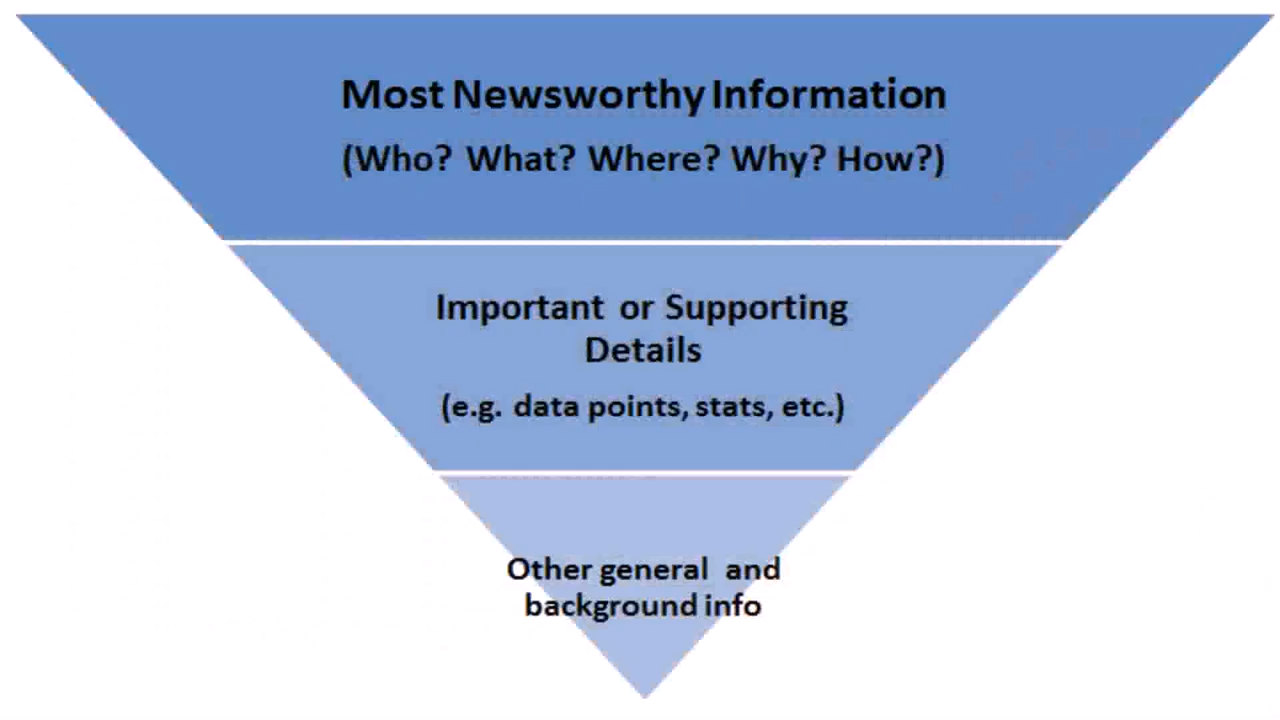 Most Newsworthy Information
(Who? What? Where? Why? How?)
Important or Supporting
Details
(e.g. data points, stats, etc.)
Other general and
background info